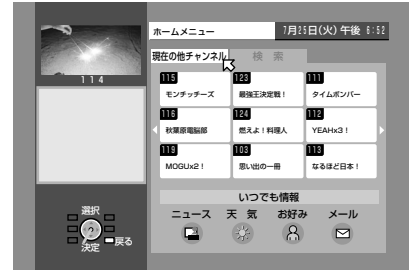 ホームメニュー
7月25日(火)午後 6:52
現在の他チャンネル
検 索
114
115
モンチッチーズ
123
最強王決定戦!
111
タイムボンバー
116
秋葉原電脳部
124
燃えよ!料理人
112
YEAHx3!
119
MOGUx2!
103
思い出の一冊
113
なるほど日本!
いつでも情報
ニュース
天 気
お好み
メール
選択
決定
戻る